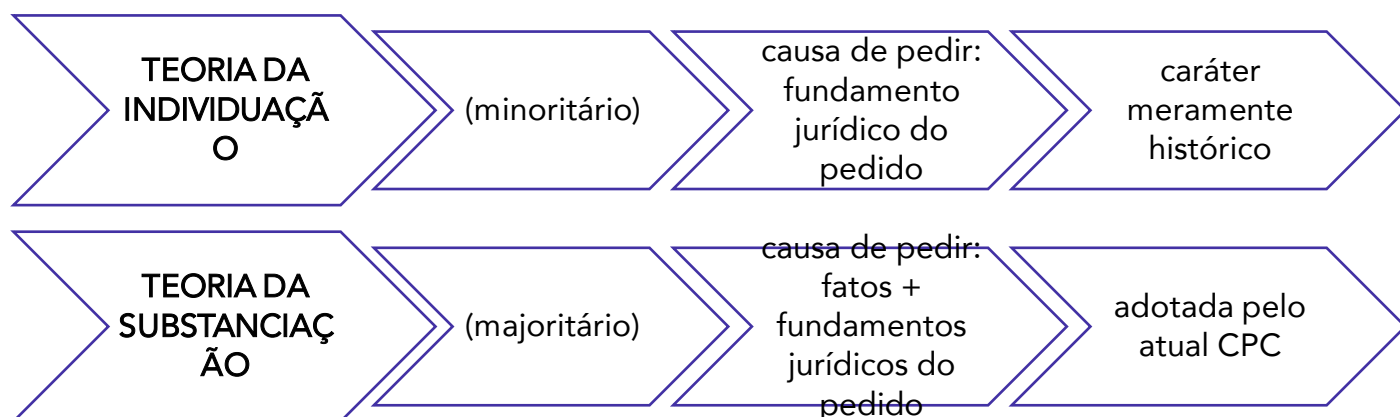 TEORIA DA
INDIVIDUAÇÃ
O
(minoritário)
causa de pedir:
fundamento
jurídico do
pedido
caráter
meramente
histórico
TEORIA DA
SUBSTANCIAÇ
ÃO
(majoritário)
causa de pedir:
fatos +
fundamentos
jurídicos do
pedido
adotada pelo
atual CPC